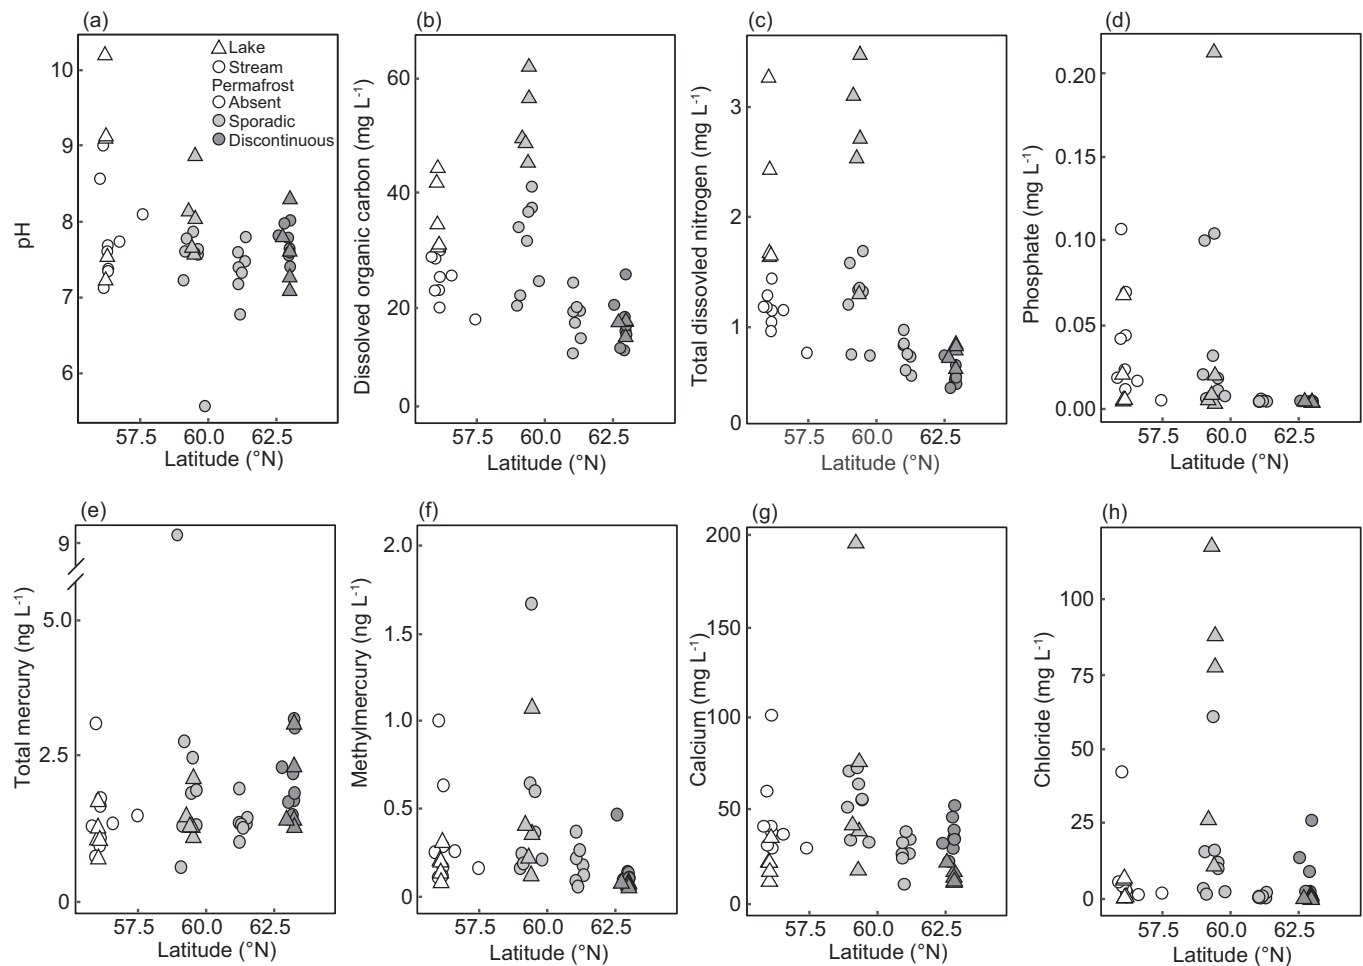 (a)
pH
10
9
8
7
6
57.5 60.0 62.5
Latitude (°N)
Lake
Stream
Permafrost
Absent
Sporadic
Discontinuous
(b)
Dissolved organic carbon (mg L-1)
60
40
20
0
57.5 60.0 62.5
Latitude (°N)
(c)
Total dissovled nitrogen (mg L-1)
3
2
1
0
57.5 60.0 62.5
Latitude (°N)
(d)
Phosphate (mg L-1)
0.20
0.15
0.10
0.05
0.00
57.5 60.0 62.5
Latitude (°N)
(e)
Total mercury (ng L-1)
9
5.0
2.5
0
57.5 60.0 62.5
Latitude (°N)
(f)
Methylmercury (ng L-1)
2.0
1.5
1.0
0.5
0
57.5 60.0 62.5
Latitude (°N)
(g)
Calcium (mg L-1)
200
150
100
50
0
57.5 60.0 62.5
Latitude (°N)
(h)
Chloride (mg L-1)
100
75
50
25
0
57.5 60.0 62.5
Latitude (°N)